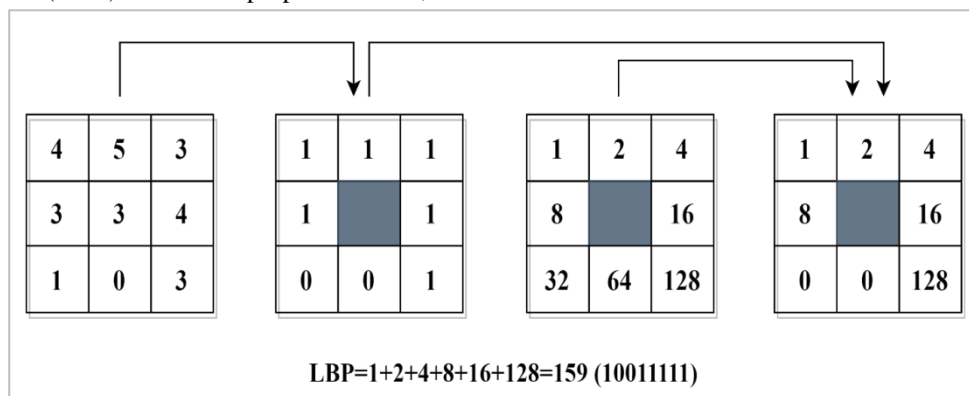 4 5 3 1 1 1 1 2 4 1 2 4
3 3 4 1 1 8 16 8 16
1 0 3 0 0 1 32 64 128 0 0 128
LBP=1+2+4+8+16+128=159 (10011111)